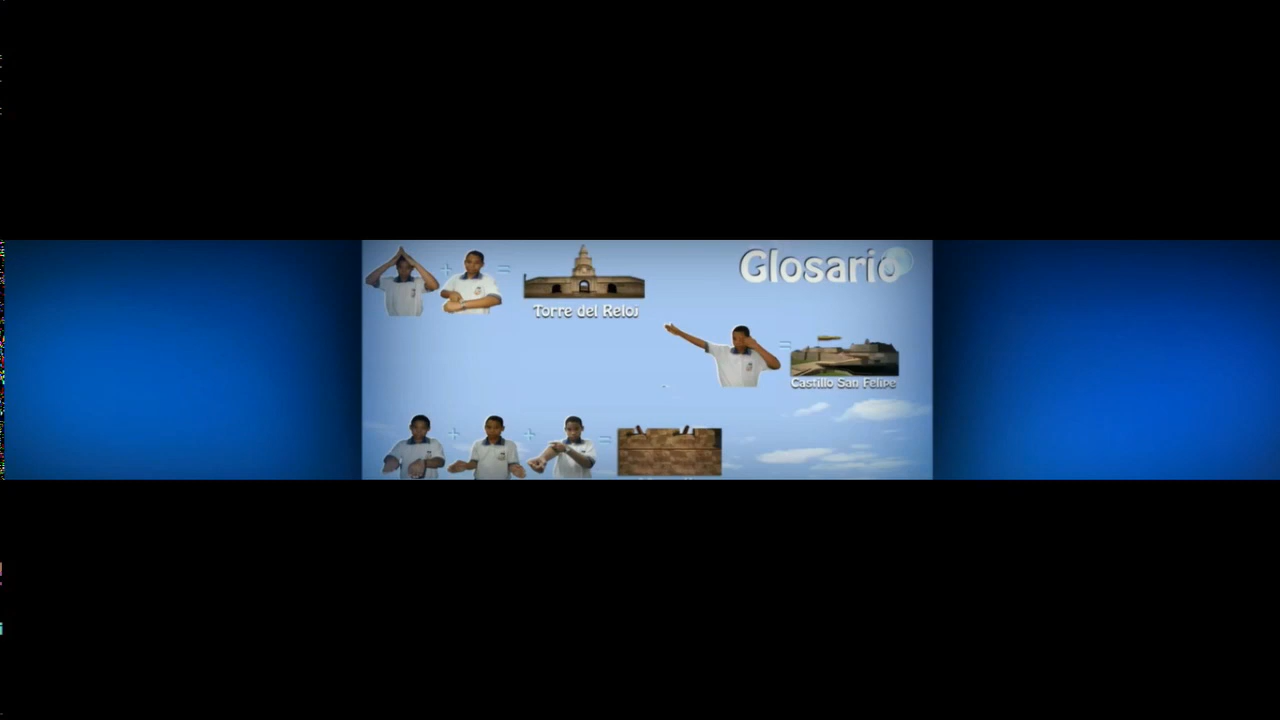 Glosario
+ =
Torre del Reloj
=
Castillo San Felipe
+ + =